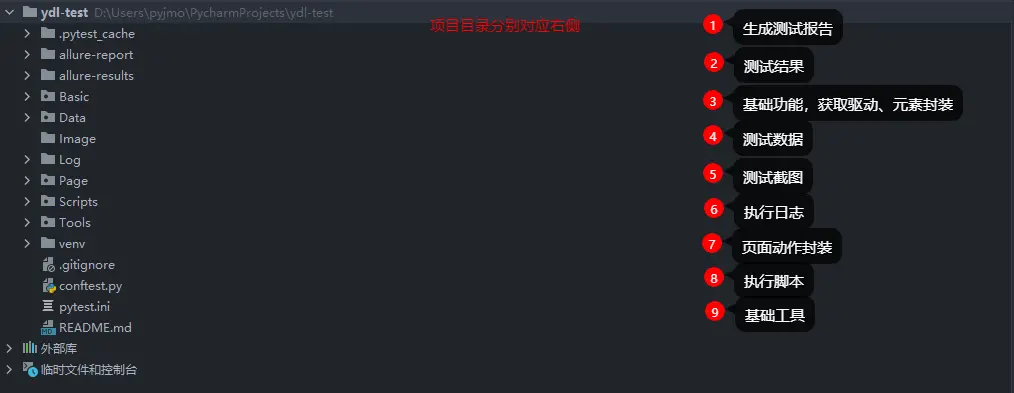 ydl-test D:\Users\pyjmo\PycharmProjects\ydl-test
项目目录分别对应右侧
.pytest_cache
allure-report
allure-results
Basic
Data
Image
Log
Page
Scripts
Tools
venv
.gitignore
conftest.py
pytest.ini
MD README.md
外部库
临时文件和控制台
1 生成测试报告
2 测试结果
3 基础功能，获取驱动、元素封装
4 测试数据
5 测试截图
6 执行日志
7 页面动作封装
8 执行脚本
9 基础工具